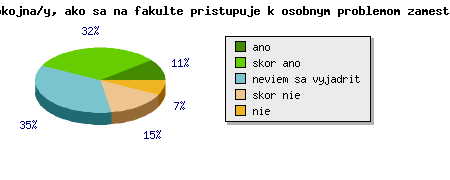 okojna/y, ako sa na fakulte pristupuje k osobnym problemom zamest
32%
11%
7%
15%
35%
ano
skor ano
neviem sa vyjadrit
skor nie
nie